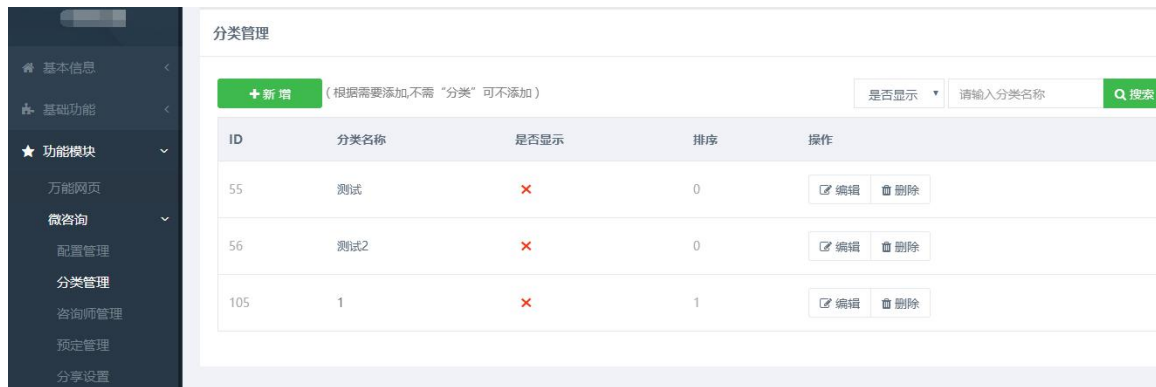 分类管理
基本信息
基础功能
功能模块
万能网页
微咨询
配置管理
分类管理
咨询师管理
预定管理
分享设置
+新 增 (根据需要添加,不需“分类”可不添加) 是否显示 请输入分类名称 搜索
ID 分类名称 是否显示 排序 操作
55 测试 0 编辑 删除
56 测试2 0 编辑 删除
105 1 1 编辑 删除